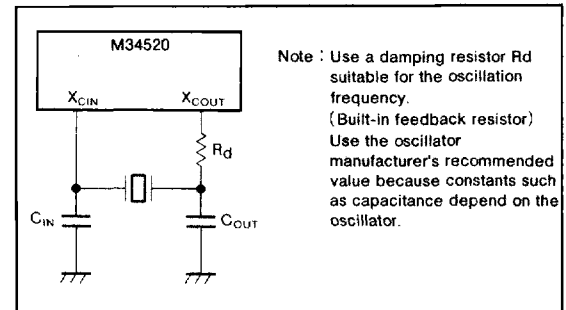 M34520
XCIN
XCOUT
Rd
CIN
COUT
Note : Use a damping resistor Rd
suitable for the oscillation
frequency.
(Built-in feedback resistor)
Use the oscillator
manufacturer's recommended
value because constants such
as capacitance depend on the
oscillator.